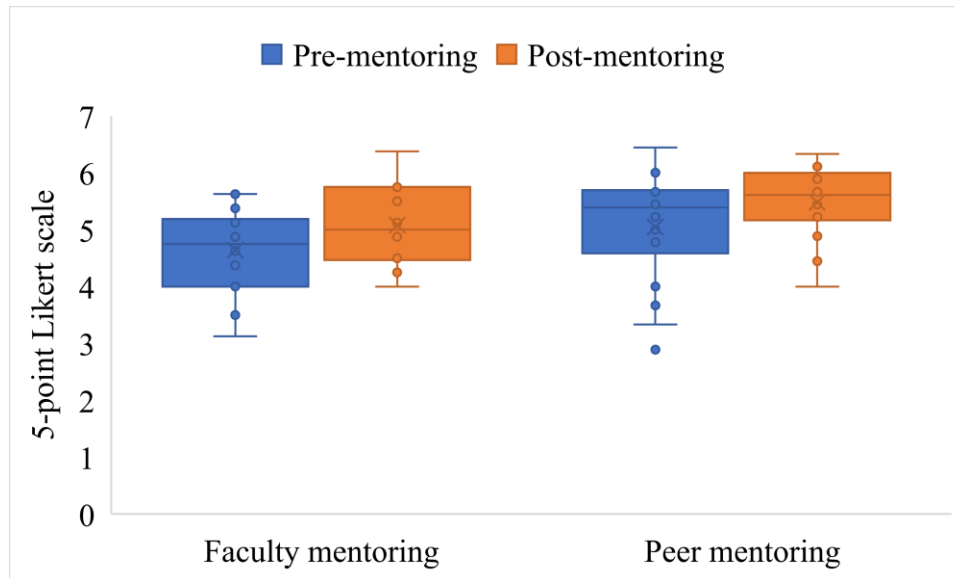 Pre-mentoring Post-mentoring
5-point Likert scale
7
6
5
4
3
2
1
0
Faculty mentoring Peer mentoring